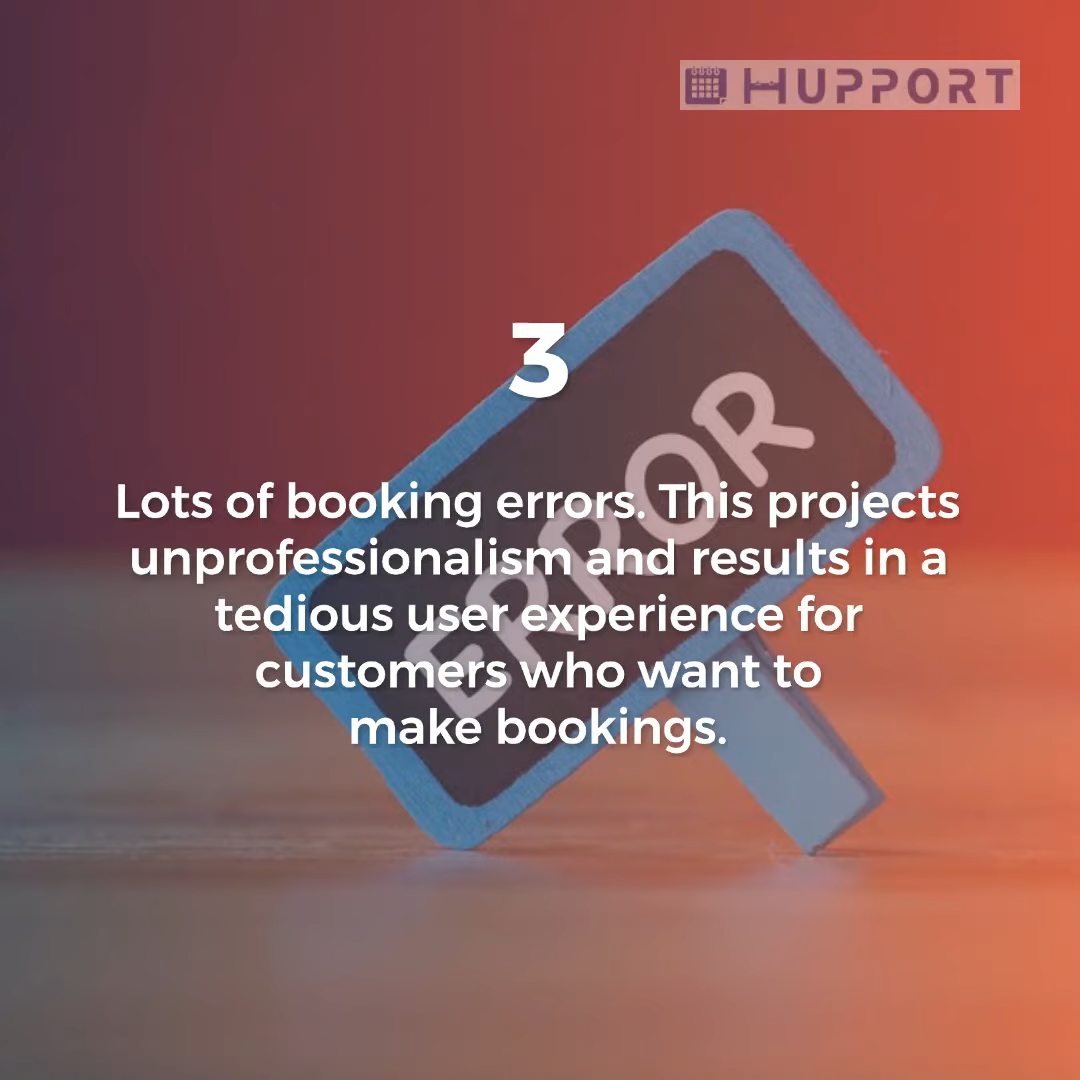 HUPPORT
3
ERROR
Lots of booking errors. This projects
unprofessionalism and results in a
tedious user experience for
customers who want to
make bookings.